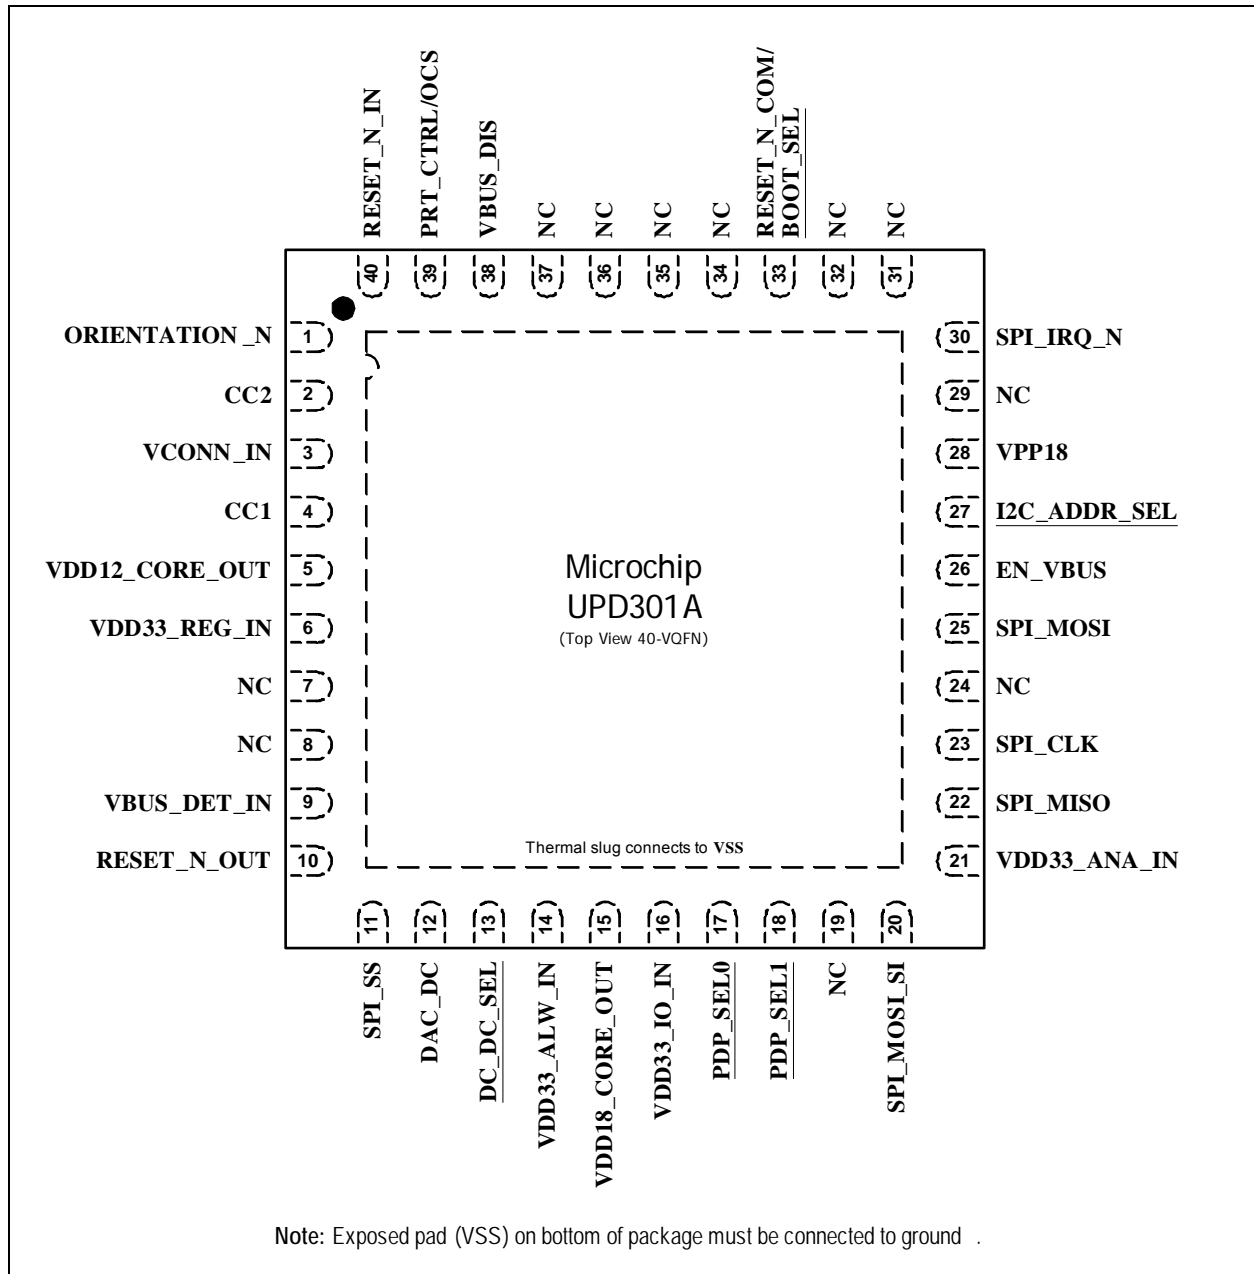 RESET_N_IN
PRT_CTRL/OCS
VBUS_DIS
NC
NC
NC
NC
RESET_N_COM/
BOOT_SEL
NC
NC
40
39
38
37
36
35
34
33
32
31
ORIENTATION_N 1
CC2 2
VCONN_IN 3
CC1 4
VDD12_CORE_OUT 5
VDD33_REG_IN 6
NC 7
NC 8
VBUS_DET_IN 9
RESET_N_OUT 10
Microchip
UPD301A
(Top View 40-VQFN)
Thermal slug connects to VSS
30 SPI_IRQ_N
29 NC
28 VPP18
27 I2C_ADDR_SEL
26 EN_VBUS
25 SPI_MOSI
24 NC
23 SPI_CLK
22 SPI_MISO
21 VDD33_ANA_IN
11
12
13
14
15
16
17
18
19
20
SPI_SS
DAC_DC
DC_DC_SEL
VDD33_ALW_IN
VDD18_CORE_OUT
VDD33_IO_IN
PDP_SEL0
PDP_SEL1
NC
SPI_MOSI_SI
Note: Exposed pad (VSS) on bottom of package must be connected to ground .